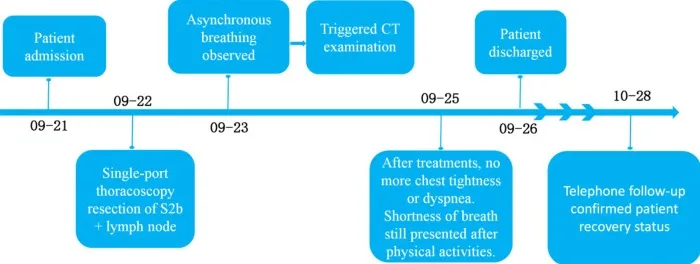 Patient
admission
09-21
09-22
Single-port
thoracoscopy
resection of S2b
+ lymph node
Asynchronous
breathing
observed
09-23
Triggered CT
examination
09-25
After treatments, no
more chest tightness
or dyspnea.
Shortness of breath
still presented after
physical activities.
Patient
discharged
09-26
10-28
Telephone follow-up
confirmed patient
recovery status